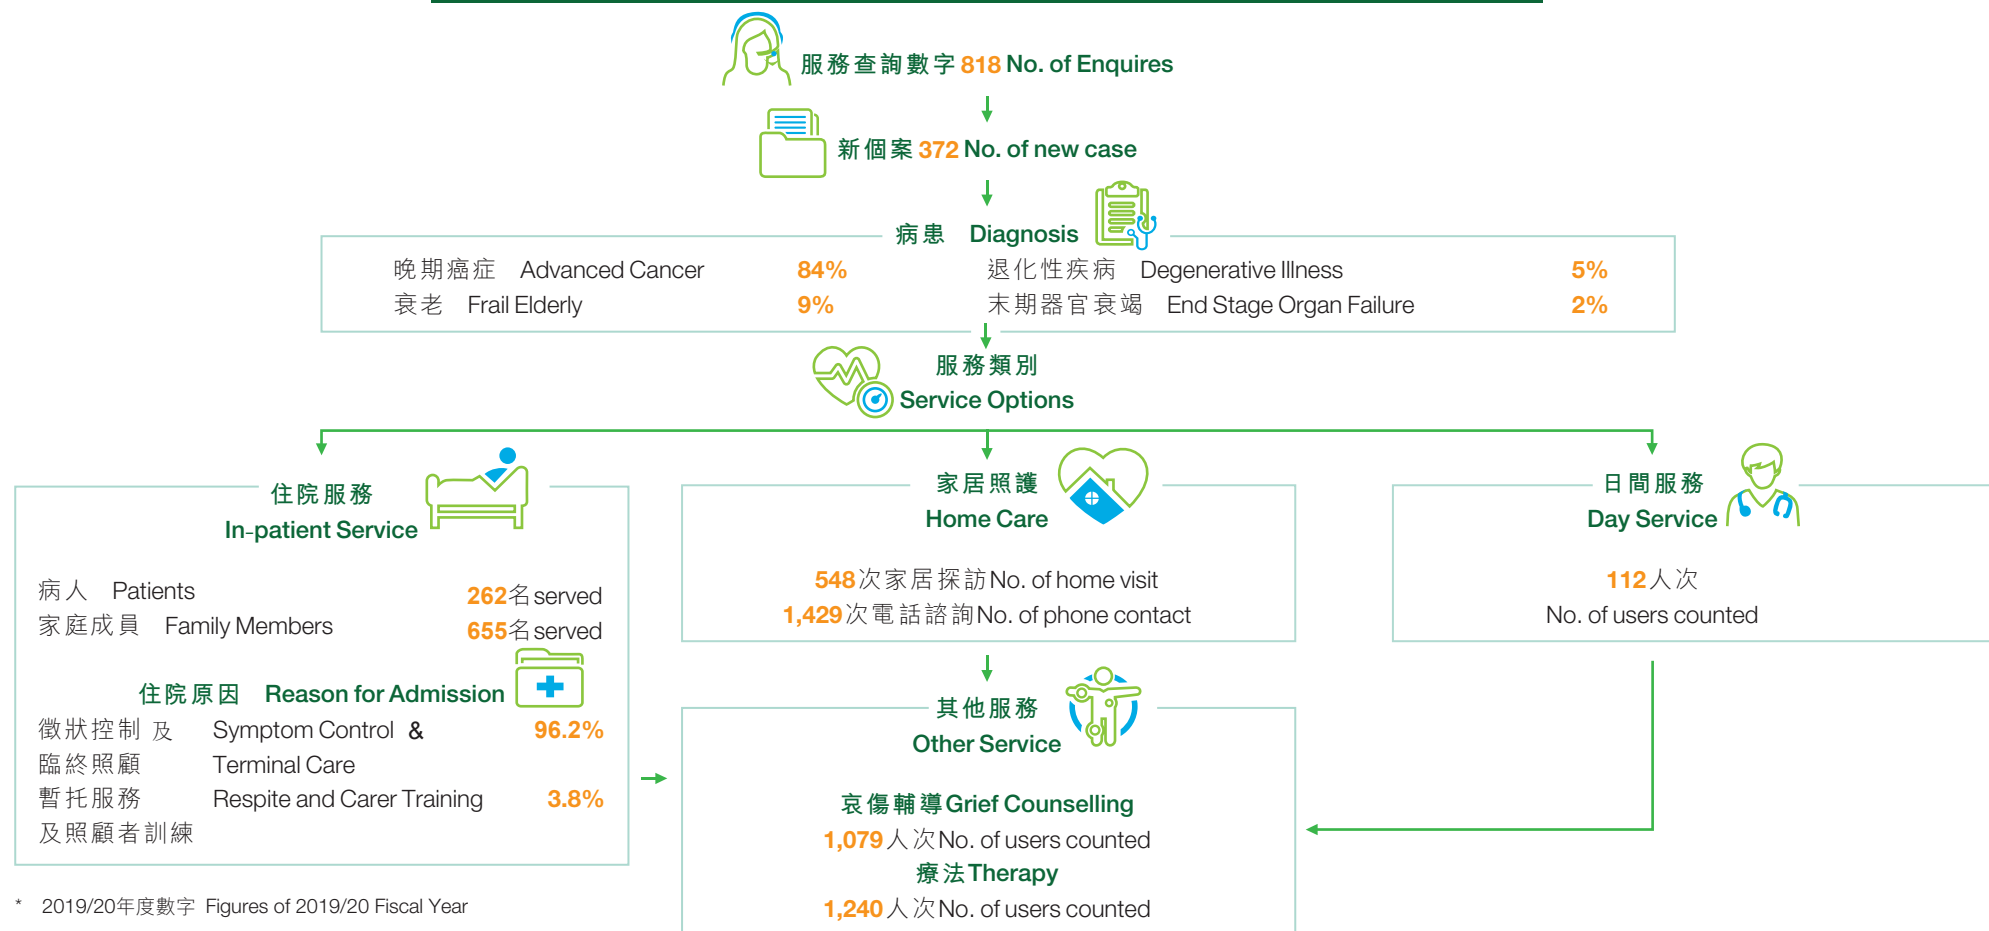 服務查詢數字 818 No. of Enquires
新個案 372 No. of new case
病患 Diagnosis
晚期癌症 Advanced Cancer 84%
退化性疾病 Degenerative Illness 5%
衰老 Frail Elderly 9%
末期器官衰竭 End Stage Organ Failure 2%
服務類別
Service Options
住院服務
In-patient Service
病人 Patients 262名 served
家庭成員 Family Members 655名 served
住院原因 Reason for Admission
徵狀控制 及 Symptom Control & 96.2%
臨終照顧 Terminal Care
暫托服務 Respite and Carer Training 3.8%
及照顧者訓練
家居照護
Home Care
548次家居探訪No. of home visit
1,429次電話諮詢No. of phone contact
日間服務
Day Service
112人次
No. of users counted
其他服務
Other Service
哀傷輔導Grief Counselling
1,079人次No. of users counted
療法Therapy
1,240人次No. of users counted
* 2019/20年度數字 Figures of 2019/20 Fiscal Year